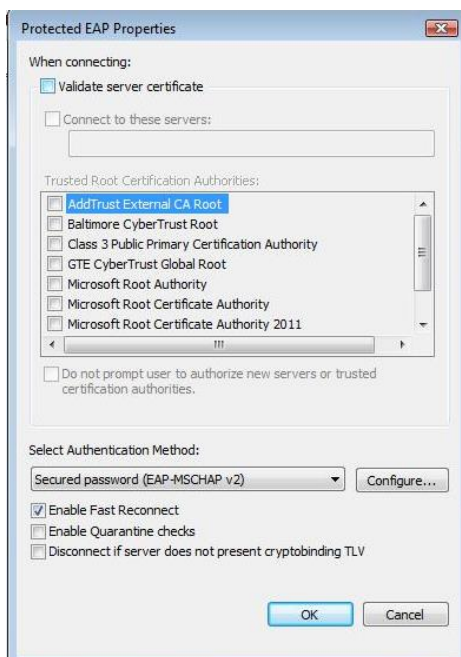 Protected EAP Properties
When connecting:
Validate server certificate
Connect to these servers:
Trusted Root Certification Authorities:
AddTrust External CA Root
Baltimore CyberTrust Root
Class 3 Public Primary Certification Authority
GTE CyberTrust Global Root
Microsoft Root Authority
Microsoft Root Certificate Authority
Microsoft Root Certificate Authority 2011
Do not prompt user to authorize new servers or trusted
certification authorities.
Select Authentication Method:
Secured password (EAP-MSCHAP v2)
Configure...
Enable Fast Reconnect
Enable Quarantine checks
Disconnect if server does not present cryptobinding TLV
OK
Cancel